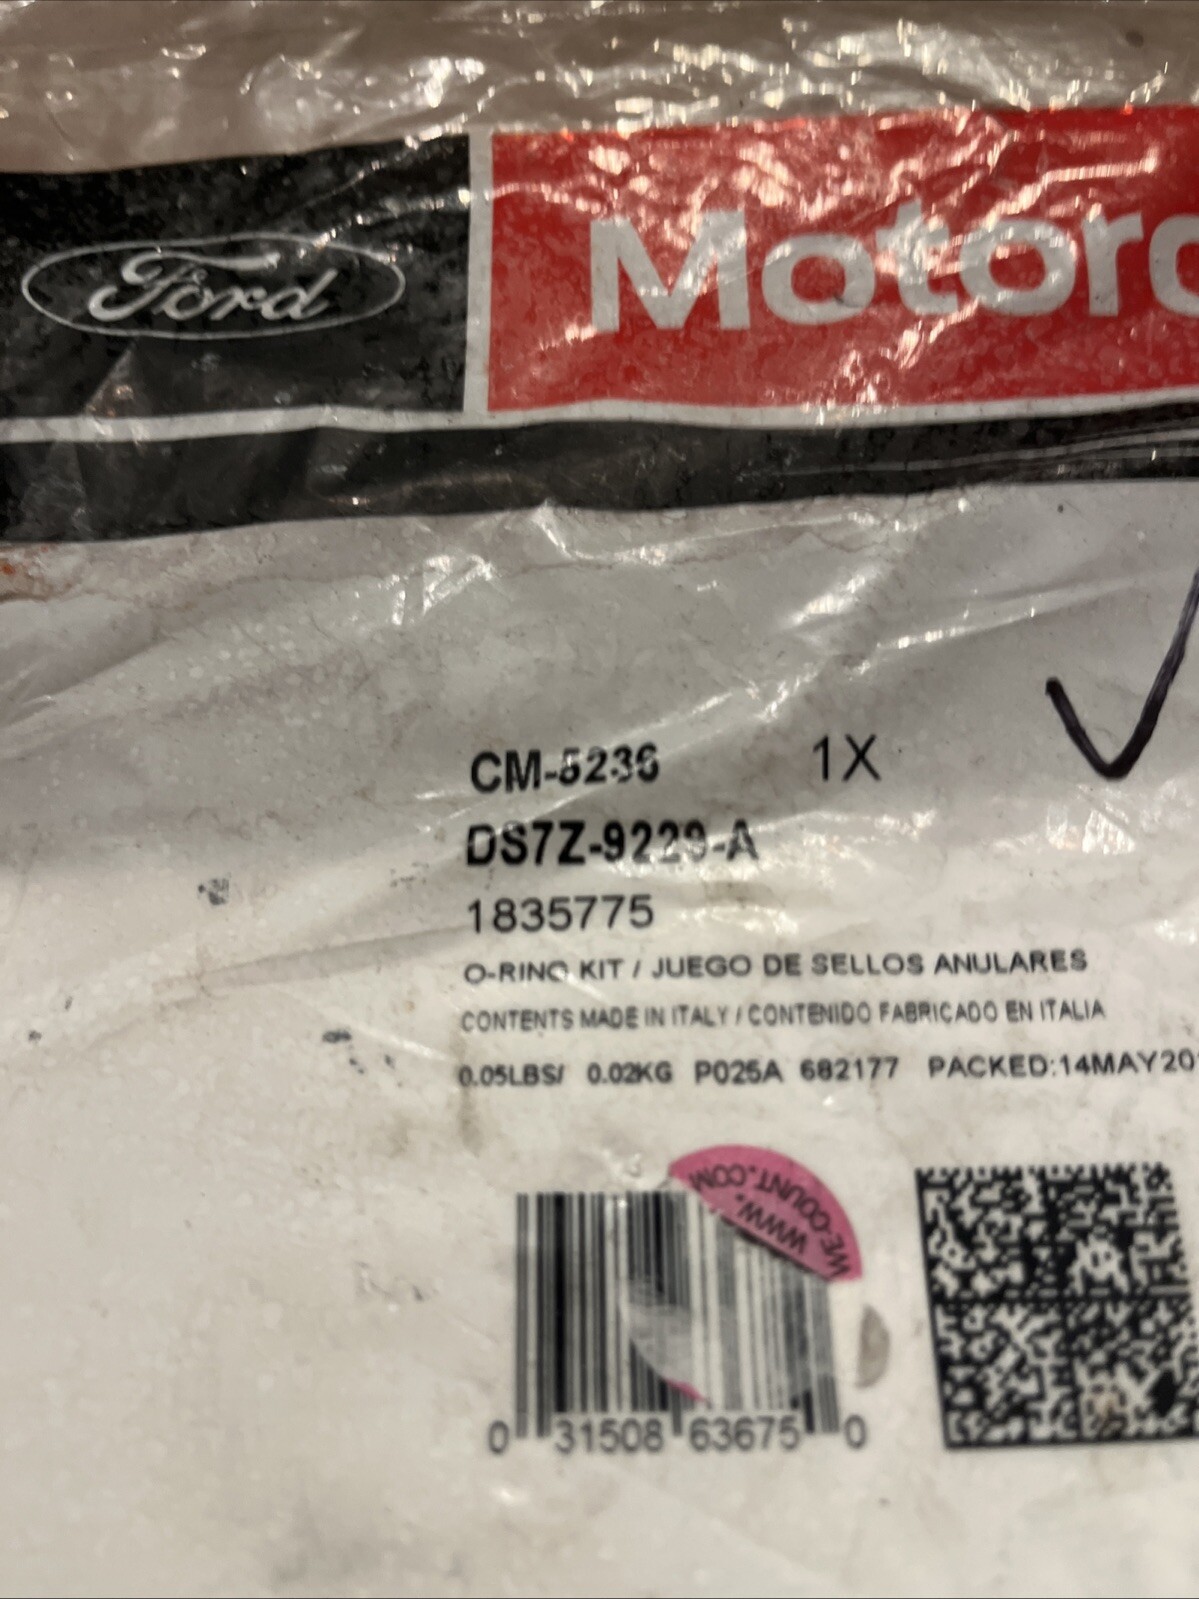 Ford
Motorc
CM-5236 1X
DS7Z-9229-A
1835775
O-RING KIT / JUEGO DE SELLOS ANULARES
CONTENTS MADE IN ITALY / CONTENIDO FABRICADO EN ITALIA
0.05LBS/ 0.02KG P025A 682177 PACKED:14MAY20
WWW.
WE-COUNT.COM
0 31508 63675 0